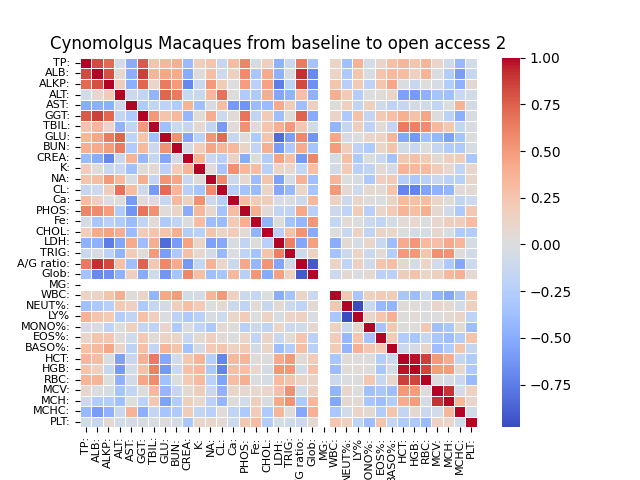 Cynomolgus Macaques from baseline to open access 2
TP:
ALB:
ALKP:
ALT:
AST:
GGT:
TBIL:
GLU:
BUN:
CREA:
K:
NA:
CL:
Ca:
PHOS:
Fe:
CHOL:
LDH:
TRIG:
A/G ratio:
Glob:
MG:
WBC:
NEUT%:
LY%
MONO%:
EOS%:
BASO%:
HCT:
HGB:
RBC:
MCV:
MCH:
MCHC:
PLT:
TP:
ALB:
ALKP:
ALT:
AST:
GGT:
TBIL:
GLU:
BUN:
CREA:
K:
NA:
CL:
Ca:
PHOS:
Fe:
CHOL:
LDH:
TRIG:
G ratio:
Glob:
MG:
WBC:
NEUT%:
LY%
ONO%:
EOS%:
BASO%:
HCT:
HGB:
RBC:
MCV:
MCH:
MCHC:
PLT:
1.00
0.75
0.50
0.25
0.00
−0.25
−0.50
−0.75